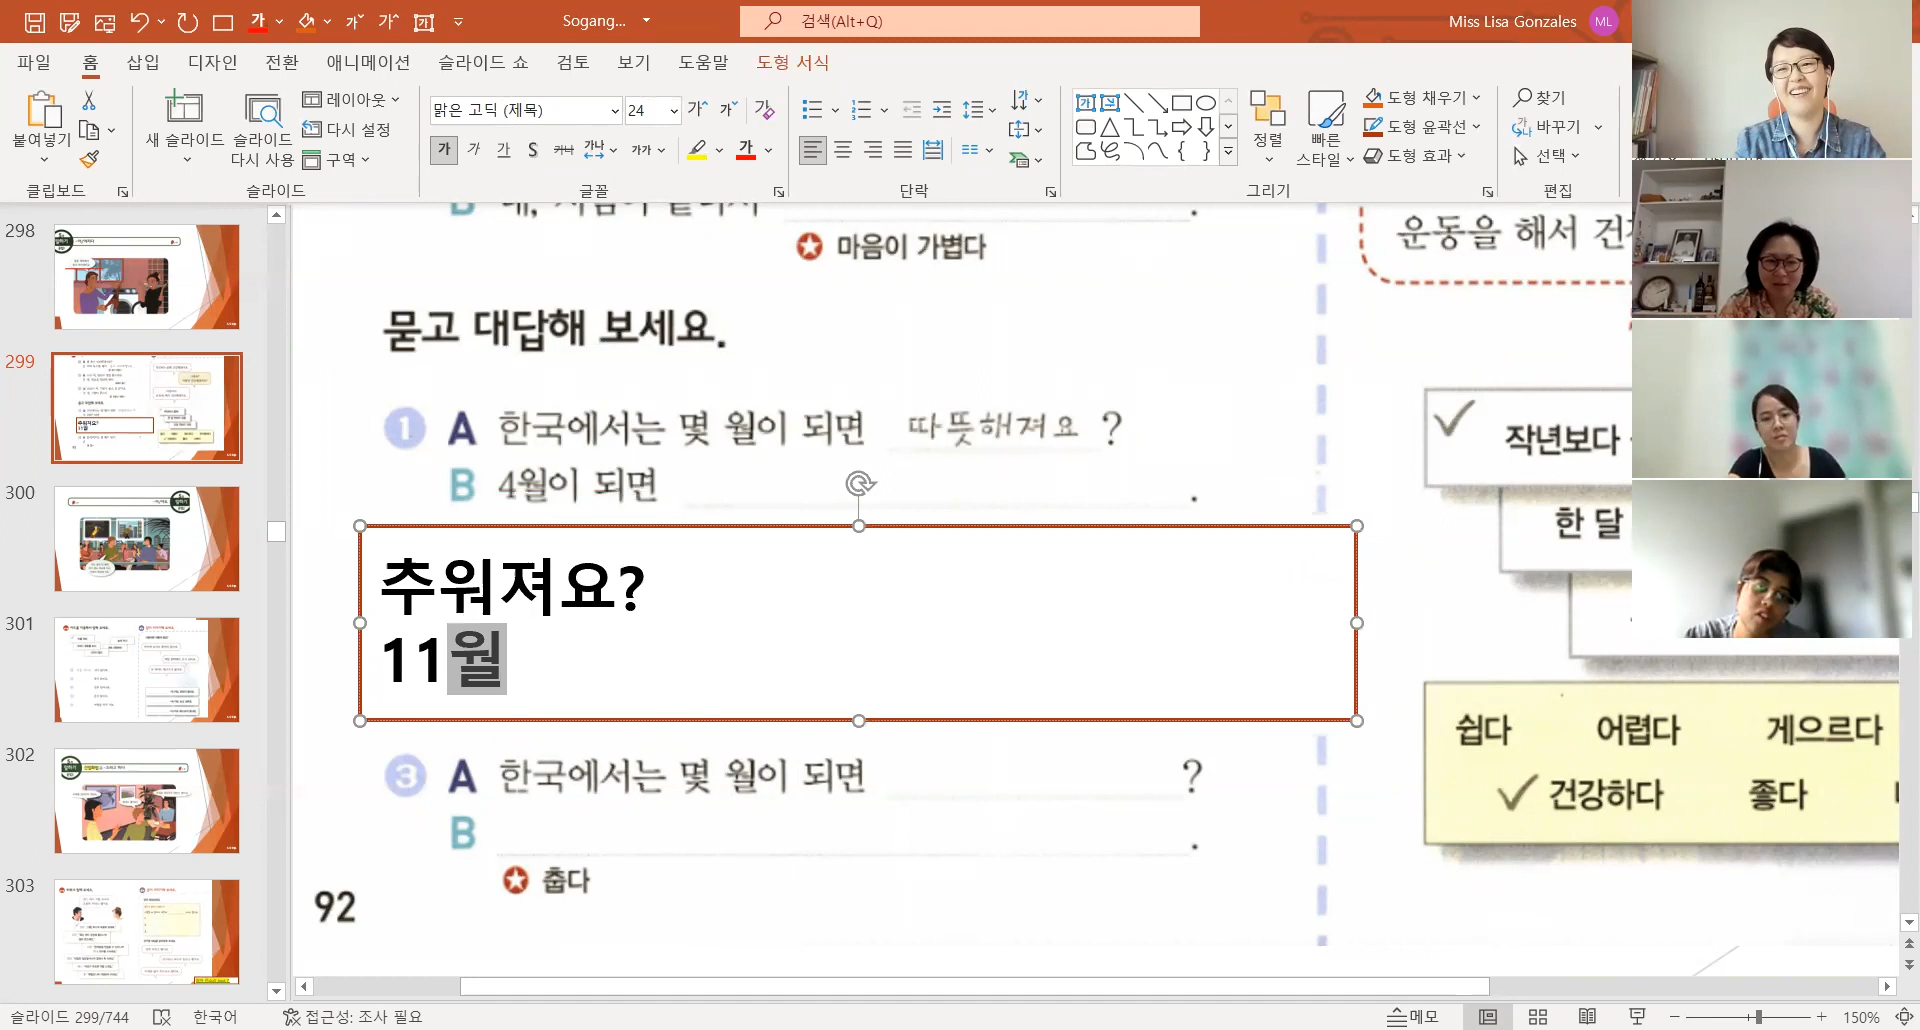 Sogang...
검색(Alt+Q)
Miss Lisa Gonzales
ML
파일 홈 삽입 디자인 전환 애니메이션 슬라이드 쇼 검토 보기 도움말 도형 서식
붙여넣기
클립보드
새 슬라이드
슬라이드 다시 사용
레이아웃
다시 설정
구역
슬라이드
맑은 고딕 (제목)
24
글꼴
단락
정렬
빠른 스타일
도형 채우기
도형 윤곽선
도형 효과
그리기
찾기
바꾸기
선택
편집
298
299
300
301
302
303
마음이 가볍다
운동을 해서
묻고 대답해 보세요.
1 A 한국에서는 몇 월이 되면 따뜻해져요 ?
B 4월이 되면 .
추워져요?
11월
3 A 한국에서는 몇 월이 되면 ?
B .
춥다
92
작년보다
한 달
쉽다 어렵다 게으르다
건강하다 좋다
슬라이드 299/744
한국어
접근성: 조사 필요
메모
150%